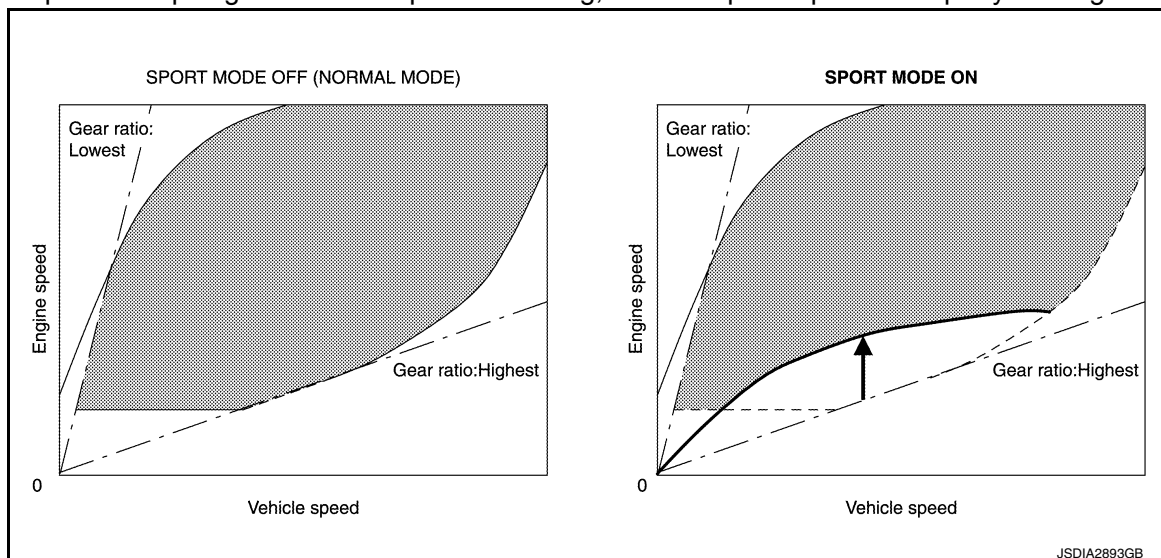 SPORT MODE OFF (NORMAL MODE)
SPORT MODE ON
Gear ratio:
Lowest
Engine speed
Gear ratio:Highest
0
Vehicle speed
Gear ratio:
Lowest
Engine speed
Gear ratio:Highest
0
Vehicle speed
JSDIA2893GB